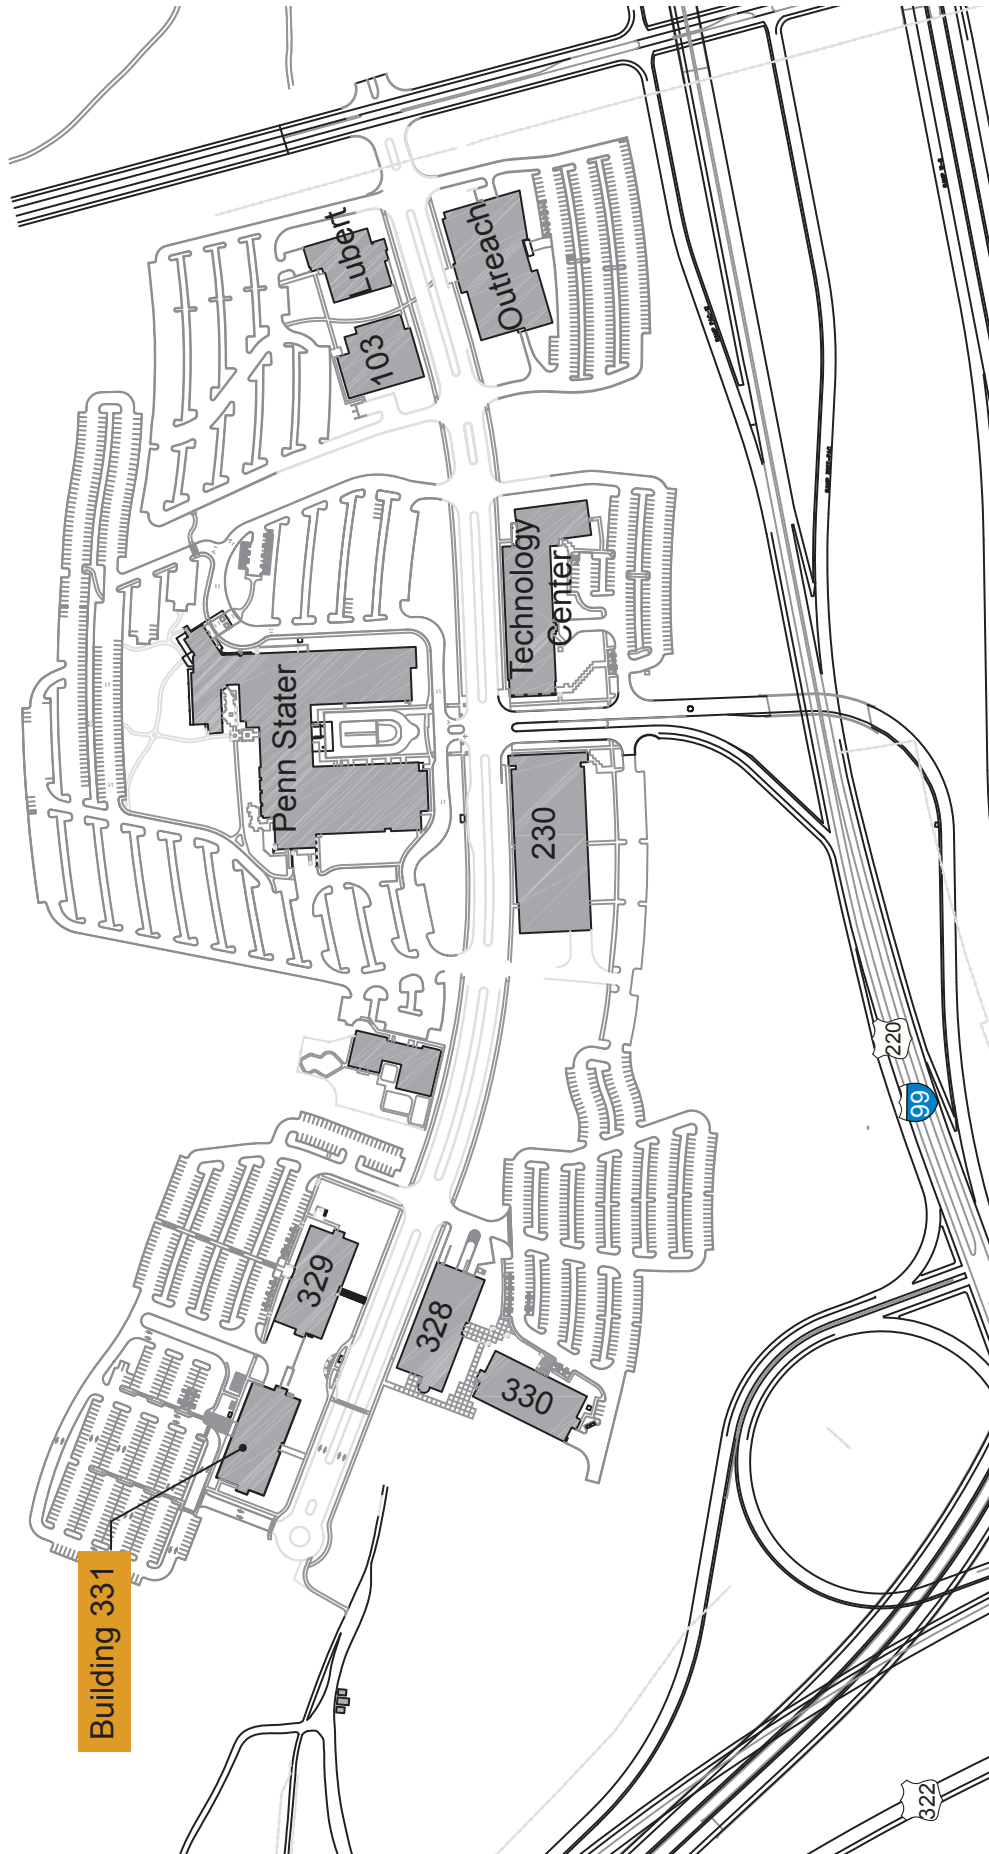 Building 331
329
328
330
Penn Stater
230
Technology
Center
103
Lubert
Outreach
220
99
322